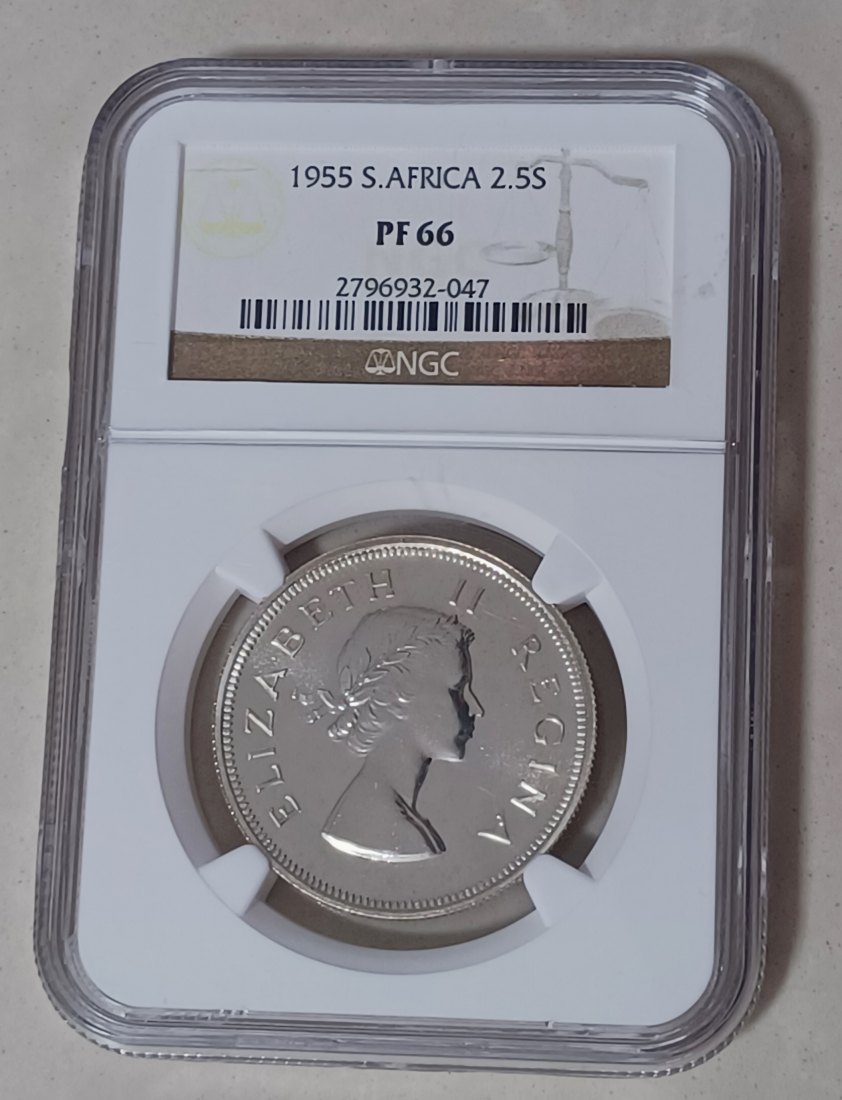 1955 S.AFRICA 2.5S
PF 66
2796932-047
NGC
ELIZABETH II REGINA